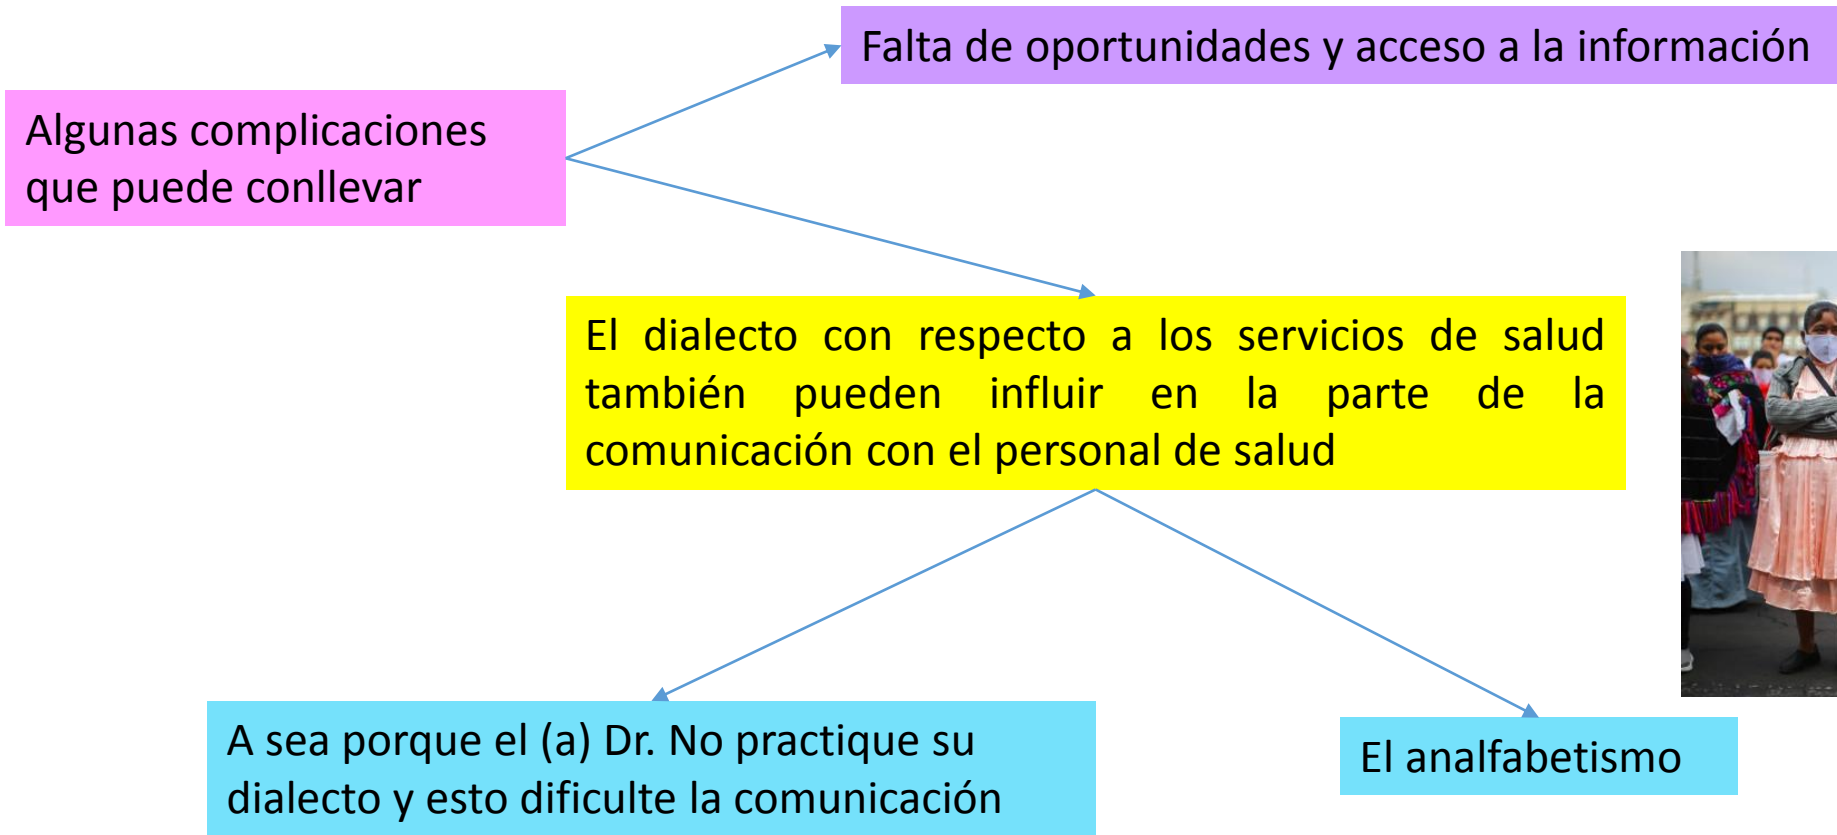 Falta de oportunidades y acceso a la información
Algunas complicaciones
que puede conllevar
El dialecto con respecto a los servicios de salud
también pueden influir en la parte de la
comunicación con el personal de salud
A sea porque el (a) Dr. No practique su
dialecto y esto dificulte la comunicación
El analfabetismo